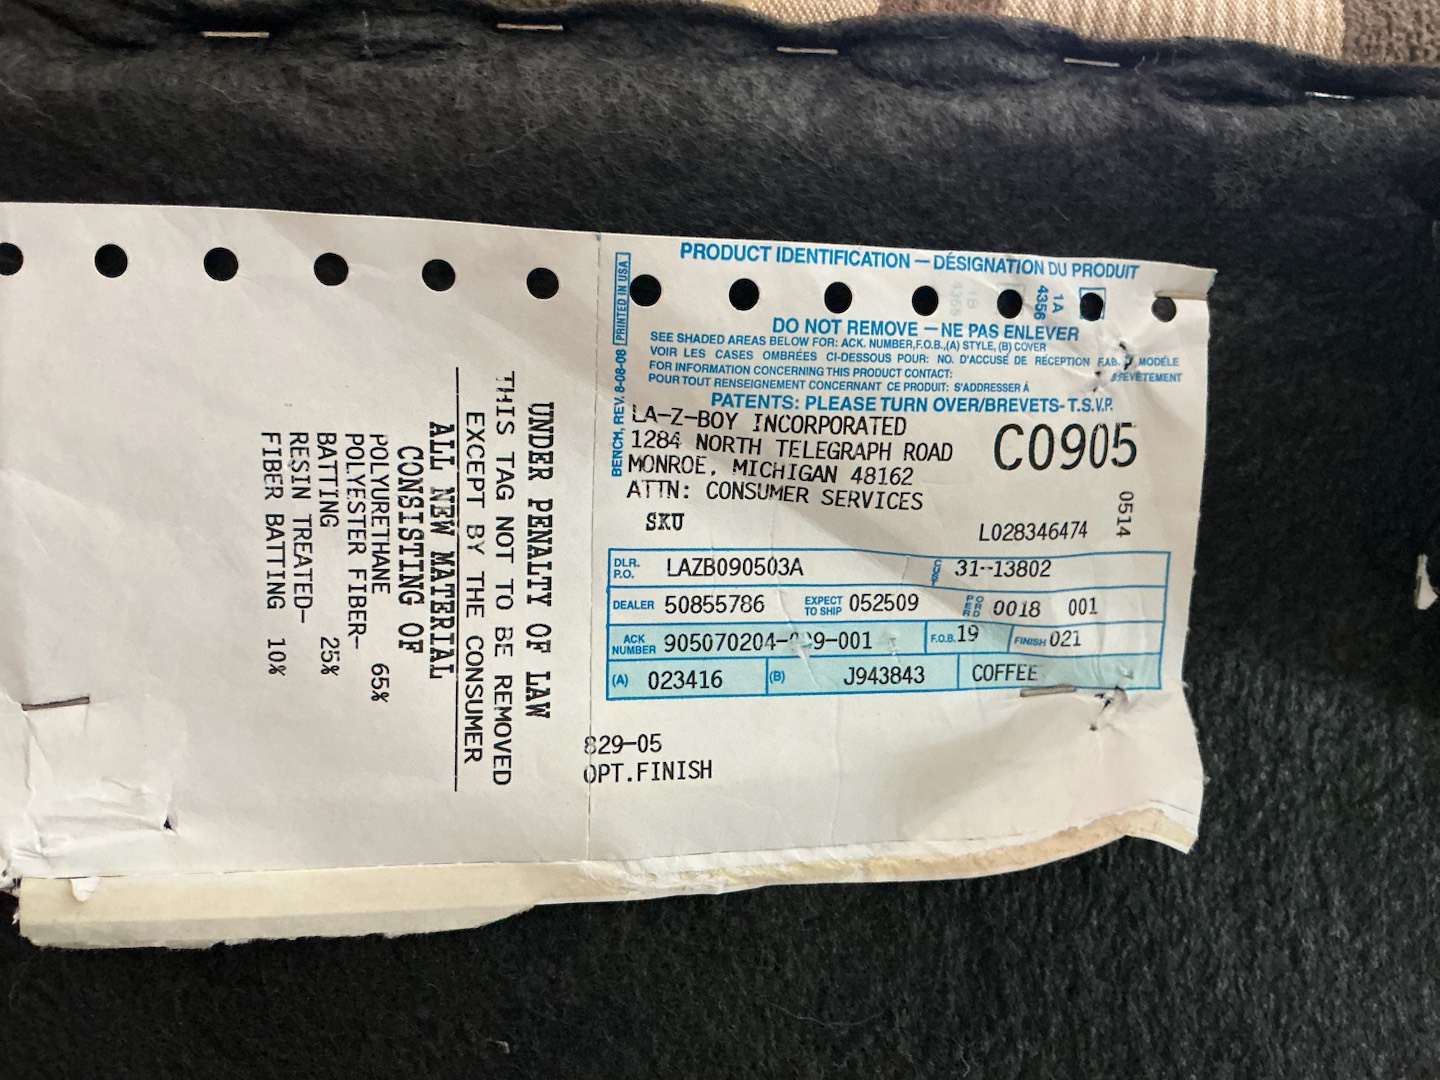 PRODUCT IDENTIFICATION — DÉSIGNATION DU PRODUIT
1A
4356
DO NOT REMOVE — NE PAS ENLEVER
SEE SHADED AREAS BELOW FOR: ACK. NUMBER,F.O.B.,(A) STYLE, (B) COVER
VOIR LES CASES OMBRÉES CI-DESSOUS POUR: NO. D'ACCUSÉ DE RÉCEPTION FAB. MODÈLE
REVÊTEMENT
FOR INFORMATION CONCERNING THIS PRODUCT CONTACT:
POUR TOUT RENSEIGNEMENT CONCERNANT CE PRODUIT: S'ADDRESSER À
PATENTS: PLEASE TURN OVER/BREVETS-T.S.V.P.
BENCH, REV. 8-08-08 PRINTED IN USA
LA-Z-BOY INCORPORATED
1284 NORTH TELEGRAPH ROAD
MONROE, MICHIGAN 48162
ATTN: CONSUMER SERVICES
C0905
0514
SKU
L028346474
DLR. P.O. LAZB090503A CUST 31--13802
DEALER 50855786 EXPECT TO SHIP 052509 0018 001
ACK NUMBER F.O.B. 19 FINISH 021
(A) 023416 (B) J943843 COFFEE
829-05
OPT.FINISH
UNDER PENALTY OF LAW
THIS TAG NOT TO BE REMOVED
EXCEPT BY THE CONSUMER
ALL NEW MATERIAL
CONSISTING OF
POLYURETHANE 65%
POLYESTER FIBER-
BATTING 25%
RESIN TREATED-
FIBER BATTING 10%